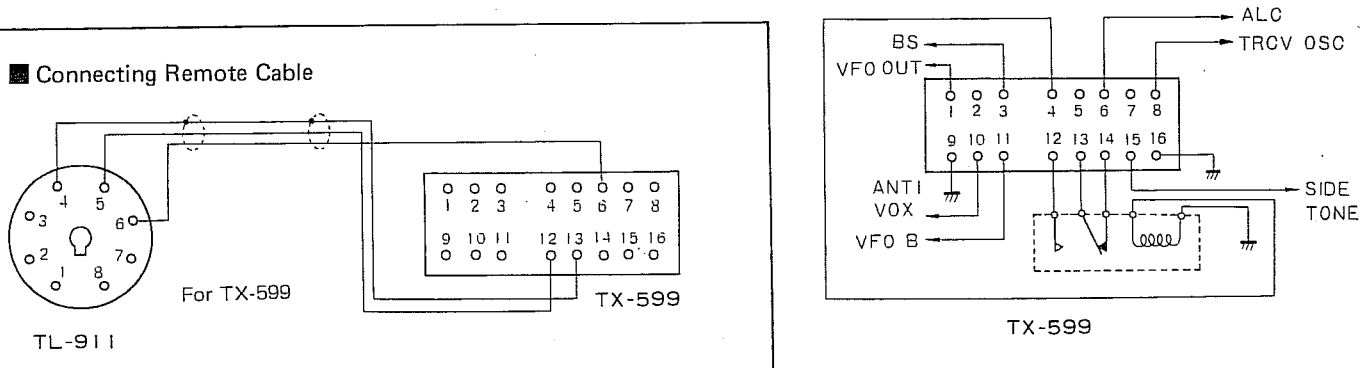 Connecting Remote Cable
4 5
3 6
2 7
1 8
TL-911
For TX-599
1 2 3 4 5 6 7 8
9 10 11 12 13 14 15 16
TX-599
ALC
BS TRCV OSC
VFO OUT
1 2 3 4 5 6 7 8
9 10 11 12 13 14 15 16
ANTI
VOX
SIDE
TONE
VFO B
TX-599